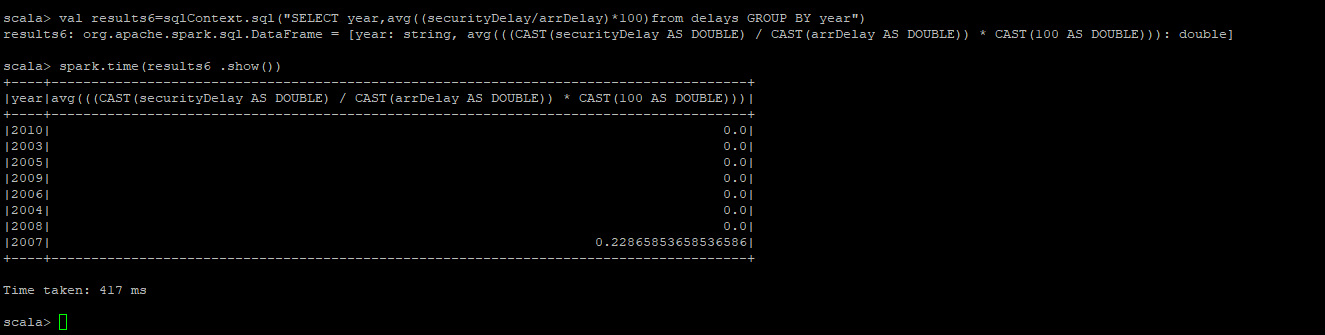 scala> val results6=sqlContext.sql("SELECT year,avg((securityDelay/arrDelay)*100)from delays GROUP BY year")
results6: org.apache.spark.sql.DataFrame = [year: string, avg(((CAST(securityDelay AS DOUBLE) / CAST(arrDelay AS DOUBLE)) * CAST(100 AS DOUBLE))): double]
scala> spark.time(results6 .show())
+----+---------------------------------------------------------------------------------------+
|year|avg(((CAST(securityDelay AS DOUBLE) / CAST(arrDelay AS DOUBLE)) * CAST(100 AS DOUBLE)))|
+----+---------------------------------------------------------------------------------------+
|2010| 0.0|
|2003| 0.0|
|2005| 0.0|
|2009| 0.0|
|2006| 0.0|
|2004| 0.0|
|2008| 0.0|
|2007| 0.22865853658536586|
+----+---------------------------------------------------------------------------------------+
Time taken: 417 ms
scala>